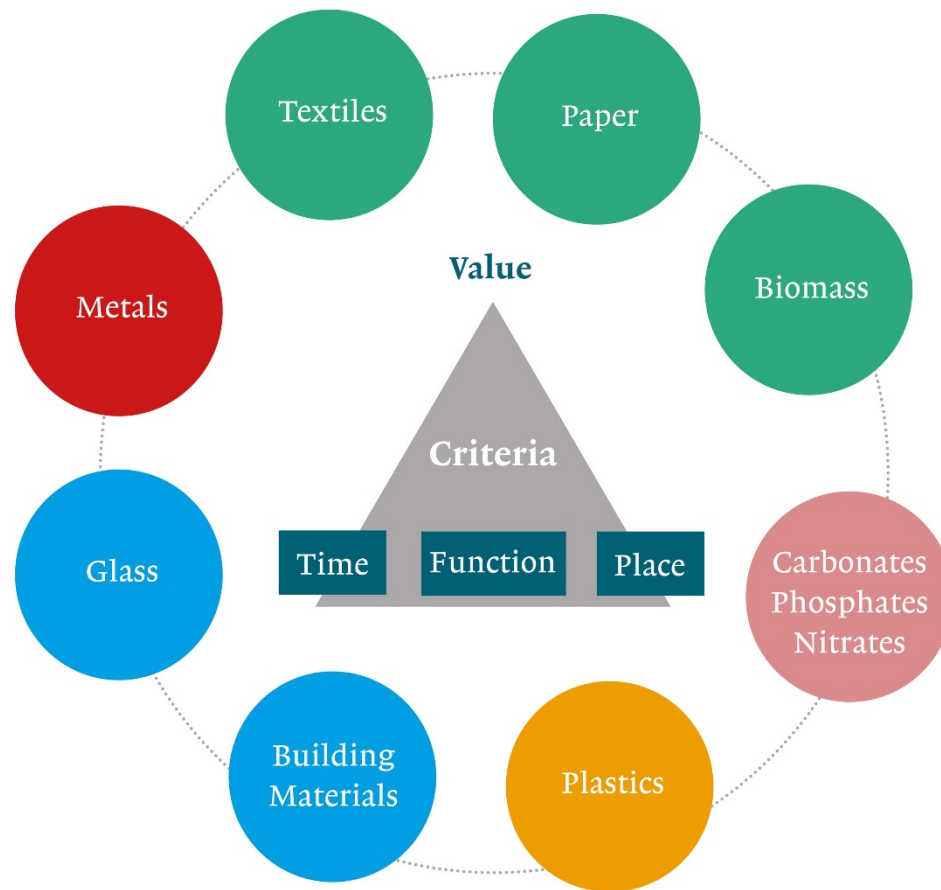 Textiles
Paper
Metals
Value
Biomass
Criteria
Time
Function
Place
Glass
Carbonates
Phosphates
Nitrates
Building
Materials
Plastics